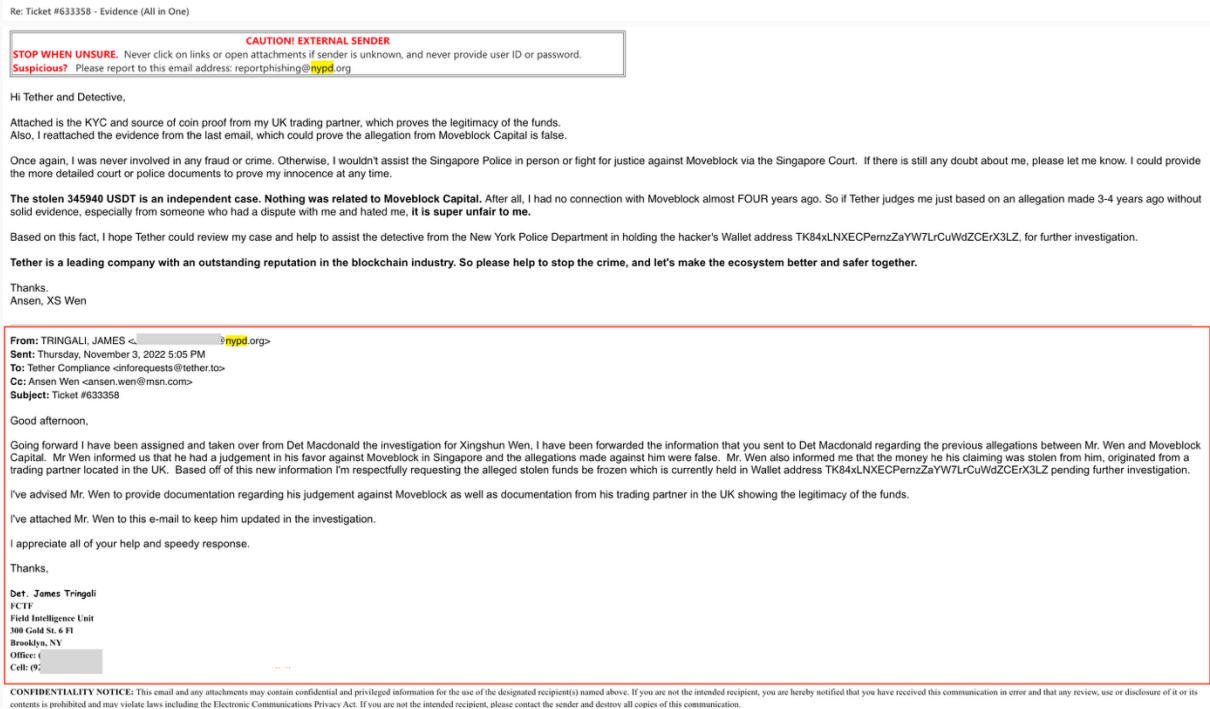 Re: Ticket #633358 - Evidence (All in One)
CAUTION! EXTERNAL SENDER
STOP WHEN UNSURE. Never click on links or open attachments if sender is unknown, and never provide user ID or password.
Suspicious? Please report to this email address: reportphishing@nypd.org
Hi Tether and Detective,
Attached is the KYC and source of coin proof from my UK trading partner, which proves the legitimacy of the funds.
Also, I reattached the evidence from the last email, which could prove the allegation from Moveblock Capital is false.
Once again, I was never involved in any fraud or crime. Otherwise, I wouldn't assist the Singapore Police in person or fight for justice against Moveblock via the Singapore Court. If there is still any doubt about me, please let me know. I could provide
the more detailed court or police documents to prove my innocence at any time.
The stolen 345940 USDT is an independent case. Nothing was related to Moveblock Capital. After all, I had no connection with Moveblock almost FOUR years ago. So if Tether judges me just based on an allegation made 3-4 years ago without
solid evidence, especially from someone who had a dispute with me and hated me, it is super unfair to me.
Based on this fact, I hope Tether could review my case and help to assist the detective from the New York Police Department in holding the hacker's Wallet address TK84xLNXECPernzZaYW7LrCuWdZCErX3LZ, for further investigation.
Tether is a leading company with an outstanding reputation in the blockchain industry. So please help to stop the crime, and let's make the ecosystem better and safer together.
Thanks.
Ansen, XS Wen
From: TRINGALI, JAMES < @nypd.org>
Sent: Thursday, November 3, 2022 5:05 PM
To: Tether Compliance <inforequests@tether.to>
Cc: Ansen Wen <ansen.wen@msn.com>
Subject: Ticket #633358
Good afternoon,
Going forward I have been assigned and taken over from Det Macdonald the investigation for Xingshun Wen, I have been forwarded the information that you sent to Det Macdonald regarding the previous allegations between Mr. Wen and Moveblock
Capital. Mr Wen informed us that he had a judgement in his favor against Moveblock in Singapore and the allegations made against him were false. Mr. Wen also informed me that the money he his claiming was stolen from him, originated from a
trading partner located in the UK. Based off of this new information I'm respectfully requesting the alleged stolen funds be frozen which is currently held in Wallet address TK84xLNXECPernzZaYW7LrCuWdZCErX3LZ pending further investigation.
I've advised Mr. Wen to provide documentation regarding his judgement against Moveblock as well as documentation from his trading partner in the UK showing the legitimacy of the funds.
I've attached Mr. Wen to this e-mail to keep him updated in the investigation.
I appreciate all of your help and speedy response.
Thanks,
Det. James Tringali
FCTF
Field Intelligence Unit
300 Gold St. 6 Fl
Brooklyn, NY
Office: (
Cell: (92
CONFIDENTIALITY NOTICE: This email and any attachments may contain confidential and privileged information for the use of the designated recipient(s) named above. If you are not the intended recipient, you are hereby notified that you have received this communication in error and that any review, use or disclosure of it or its
contents is prohibited and may violate laws including the Electronic Communications Privacy Act. If you are not the intended recipient, please contact the sender and destroy all copies of this communication.